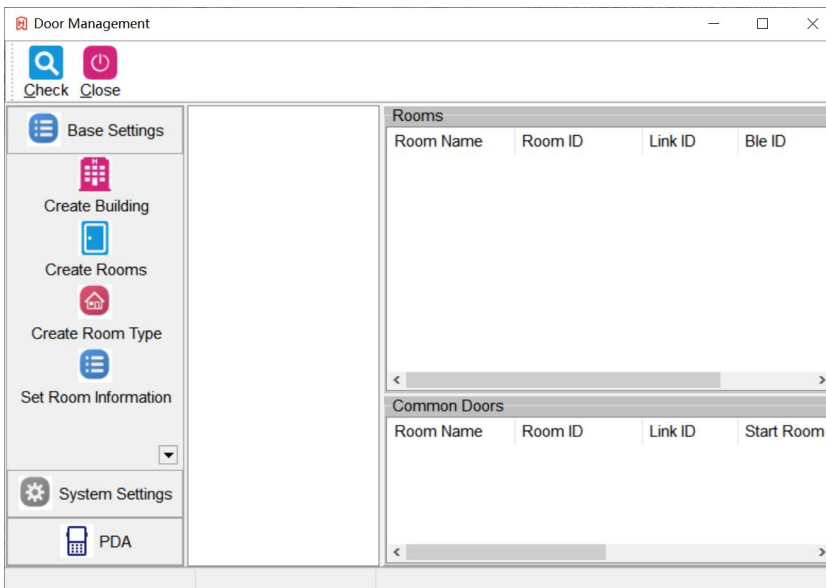 Door Management
Check Close
Base Settings
Create Building
Create Rooms
Create Room Type
Set Room Information
System Settings
PDA
Rooms
Room Name Room ID Link ID Ble ID
Common Doors
Room Name Room ID Link ID Start Room